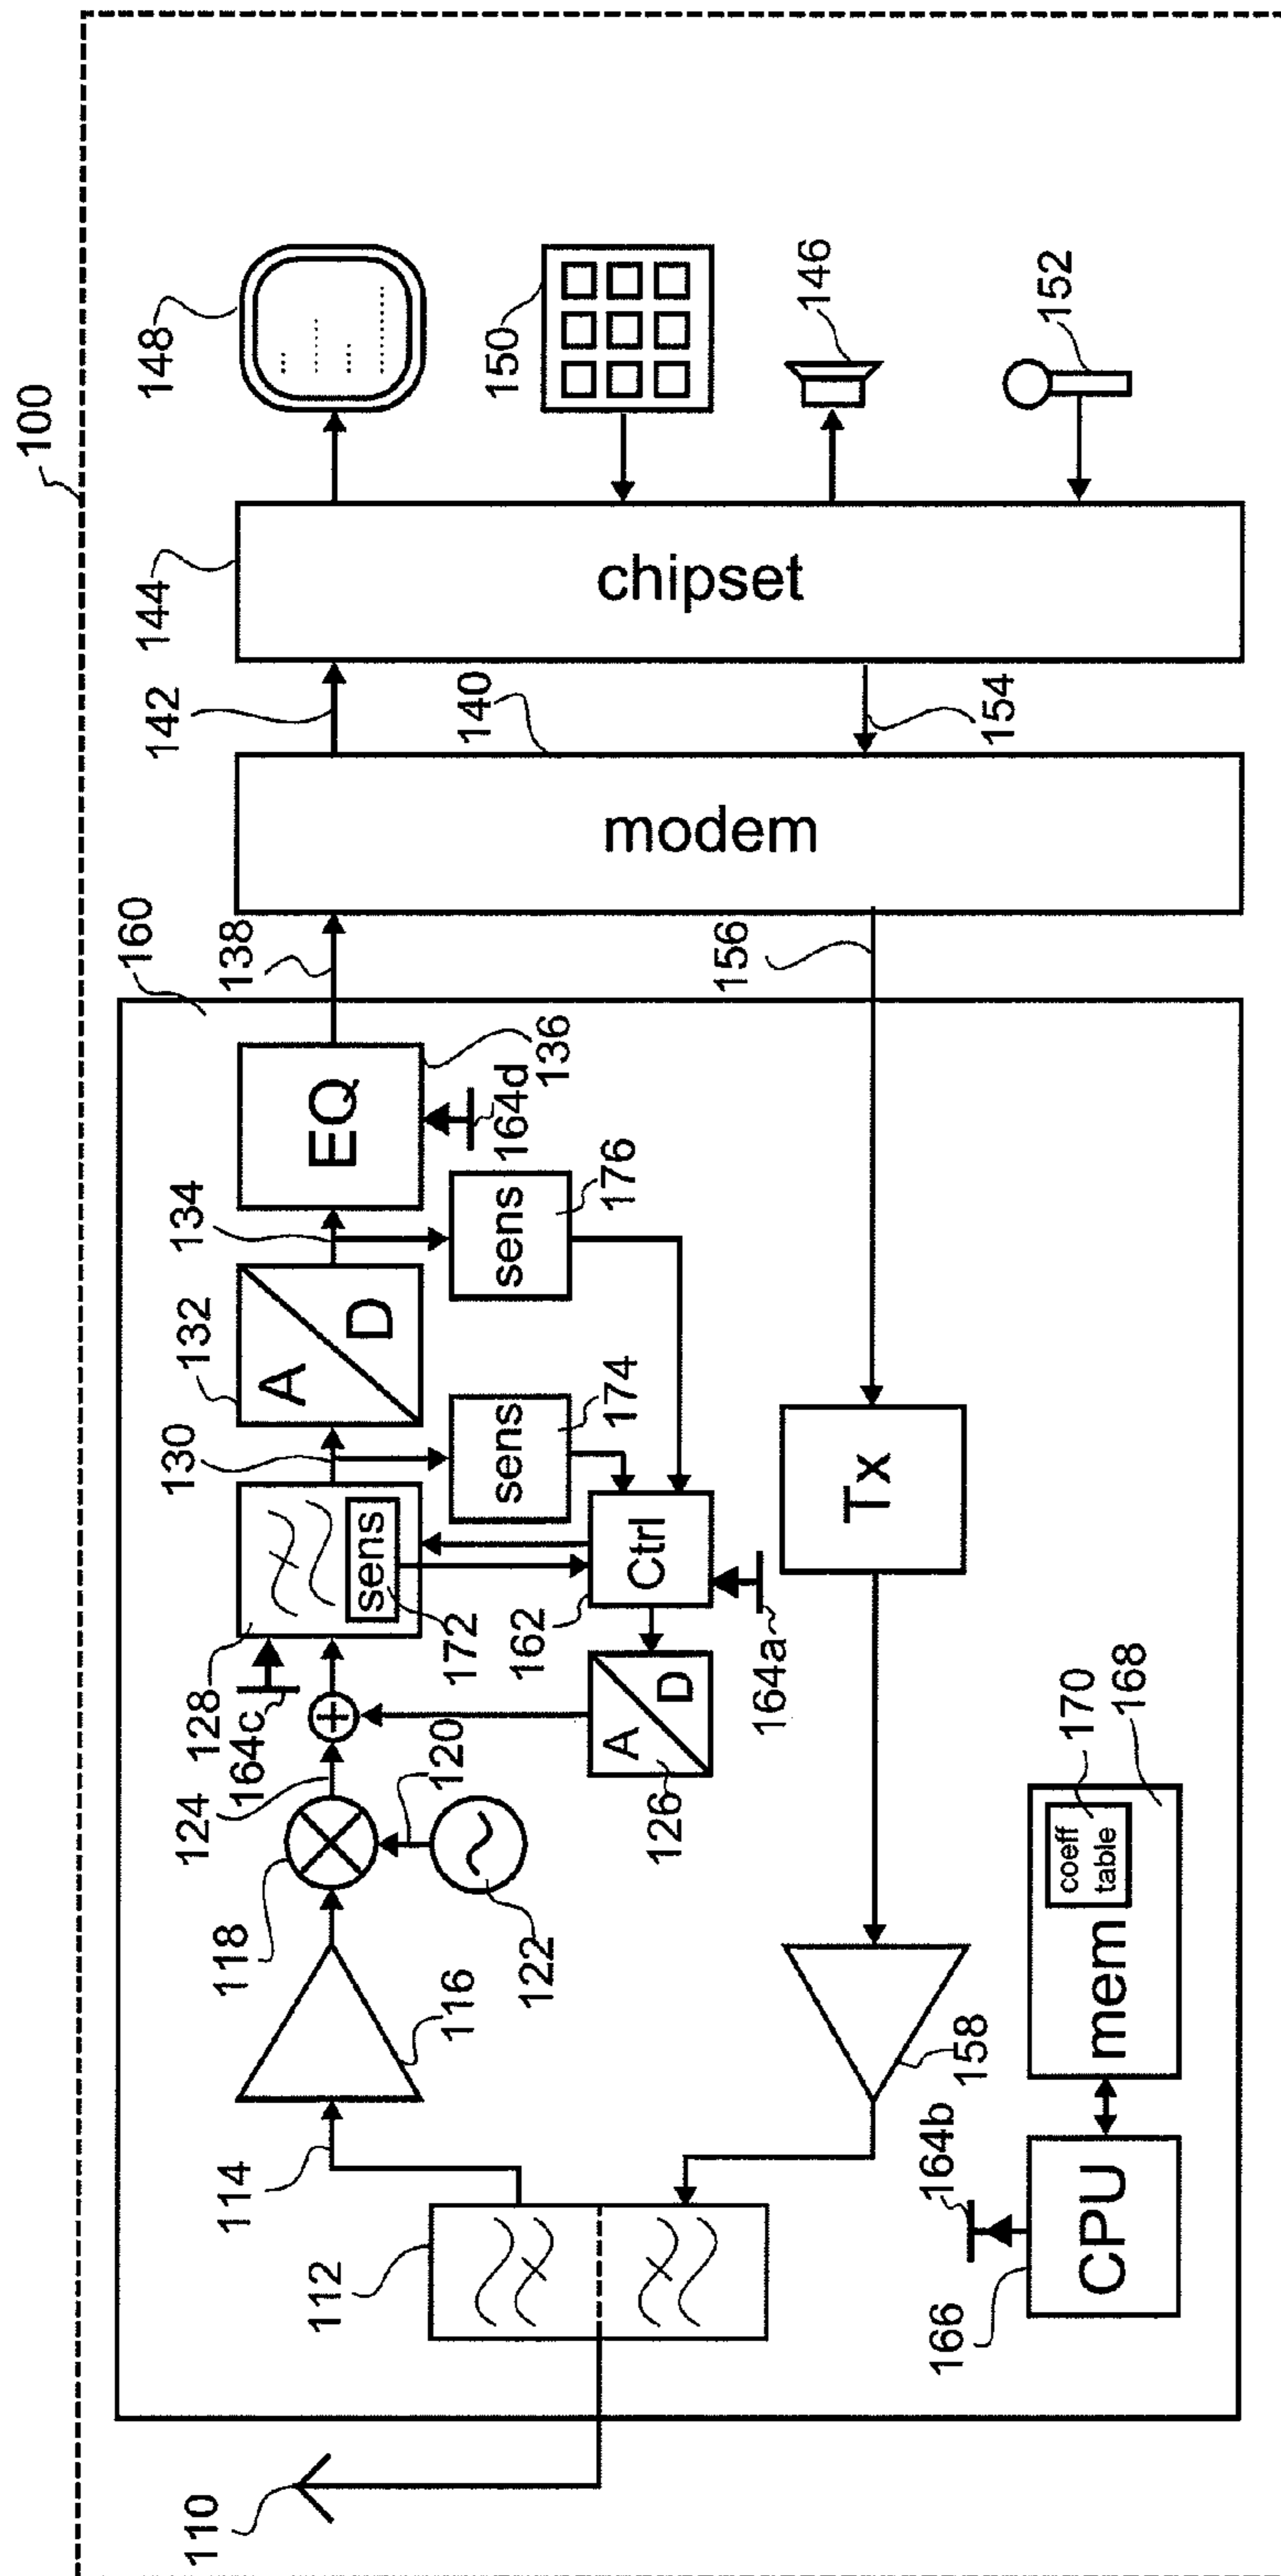 100
110
112
114
118
116
122
120
124
164c
128
130
132
134
138
160
142
144
148
A
D
EQ
136
164d
sens
172
sens
174
sens
176
162
Ctrl
A
D
126
164a
140
modem
chipset
150
146
152
154
156
Tx
158
166
CPU
164b
mem
coeff
table
170
168